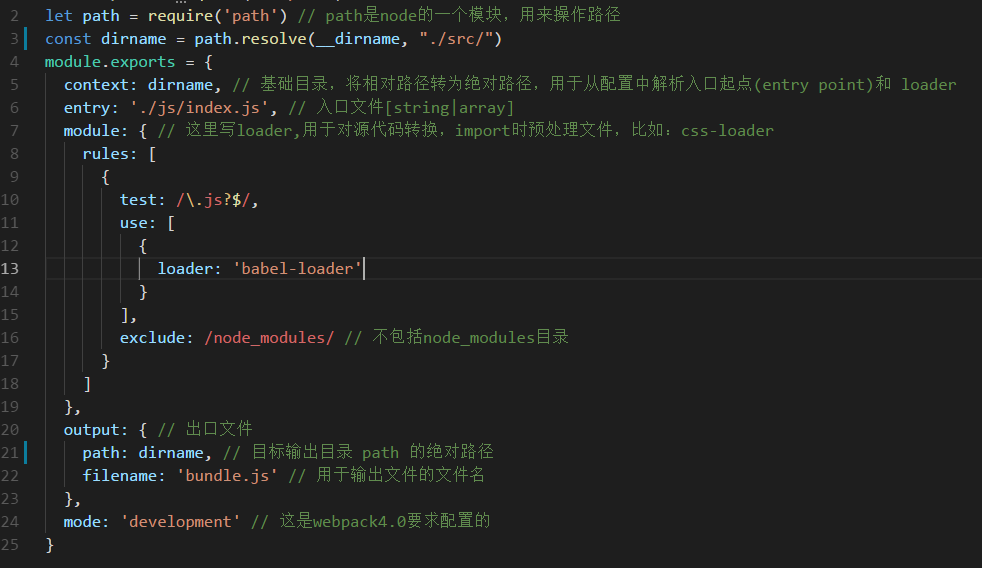 2 let path = require('path') // path是node的一个模块，用来操作路径
3 const dirname = path.resolve(__dirname, "./src/")
4 module.exports = {
5   context: dirname, // 基础目录，将相对路径转为绝对路径，用于从配置中解析入口起点(entry point)和 loader
6   entry: './js/index.js', // 入口文件[string|array]
7   module: { // 这里写loader,用于对源代码转换，import时预处理文件，比如：css-loader
8     rules: [
9       {
10         test: /\.js?$/,
11         use: [
12           {
13             loader: 'babel-loader'
14           }
15         ],
16         exclude: /node_modules/ // 不包括node_modules目录
17       }
18     ]
19   },
20   output: { // 出口文件
21     path: dirname, // 目标输出目录 path 的绝对路径
22     filename: 'bundle.js' // 用于输出文件的文件名
23   },
24   mode: 'development' // 这是webpack4.0要求配置的
25 }